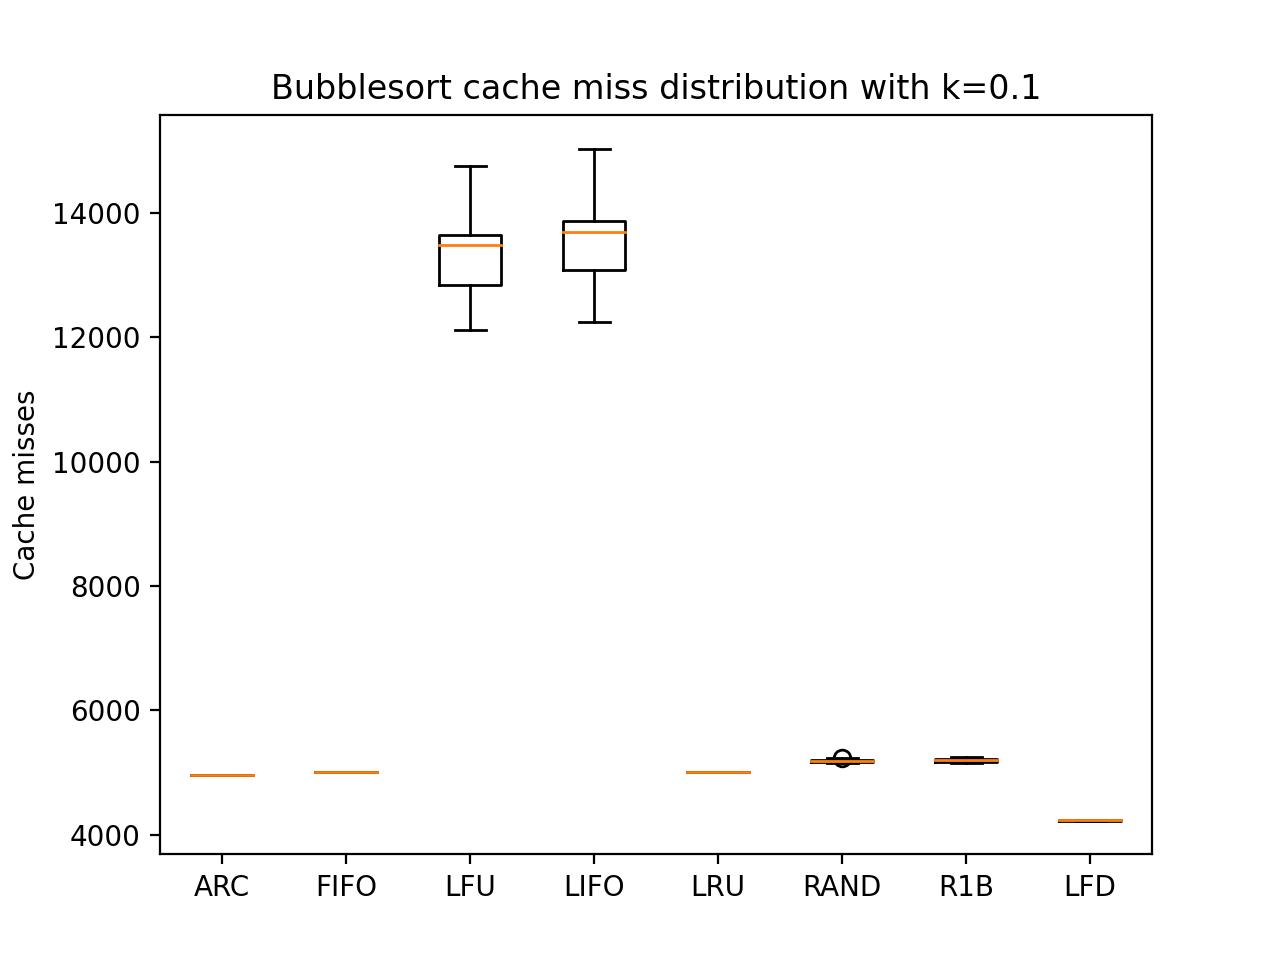 Bubblesort cache miss distribution with k=0.1
Cache misses
14000
12000
10000
8000
6000
4000
ARC FIFO LFU LIFO LRU RAND R1B LFD